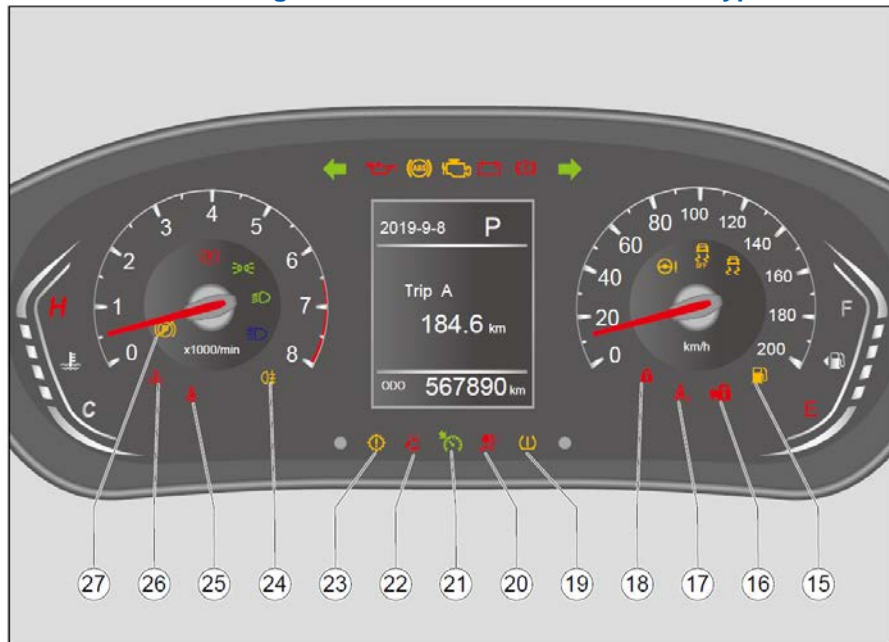 ABS
2019-9-8 P
Trip A
184.6 km
ODO 567890 km
0 1 2 3 4 5 6 7 8
x1000/min
H
C
0 20 40 60 80 100 120 140 160 180 200
km/h
F
E
27 26 25 24 23 22 21 20 19 18 17 16 15